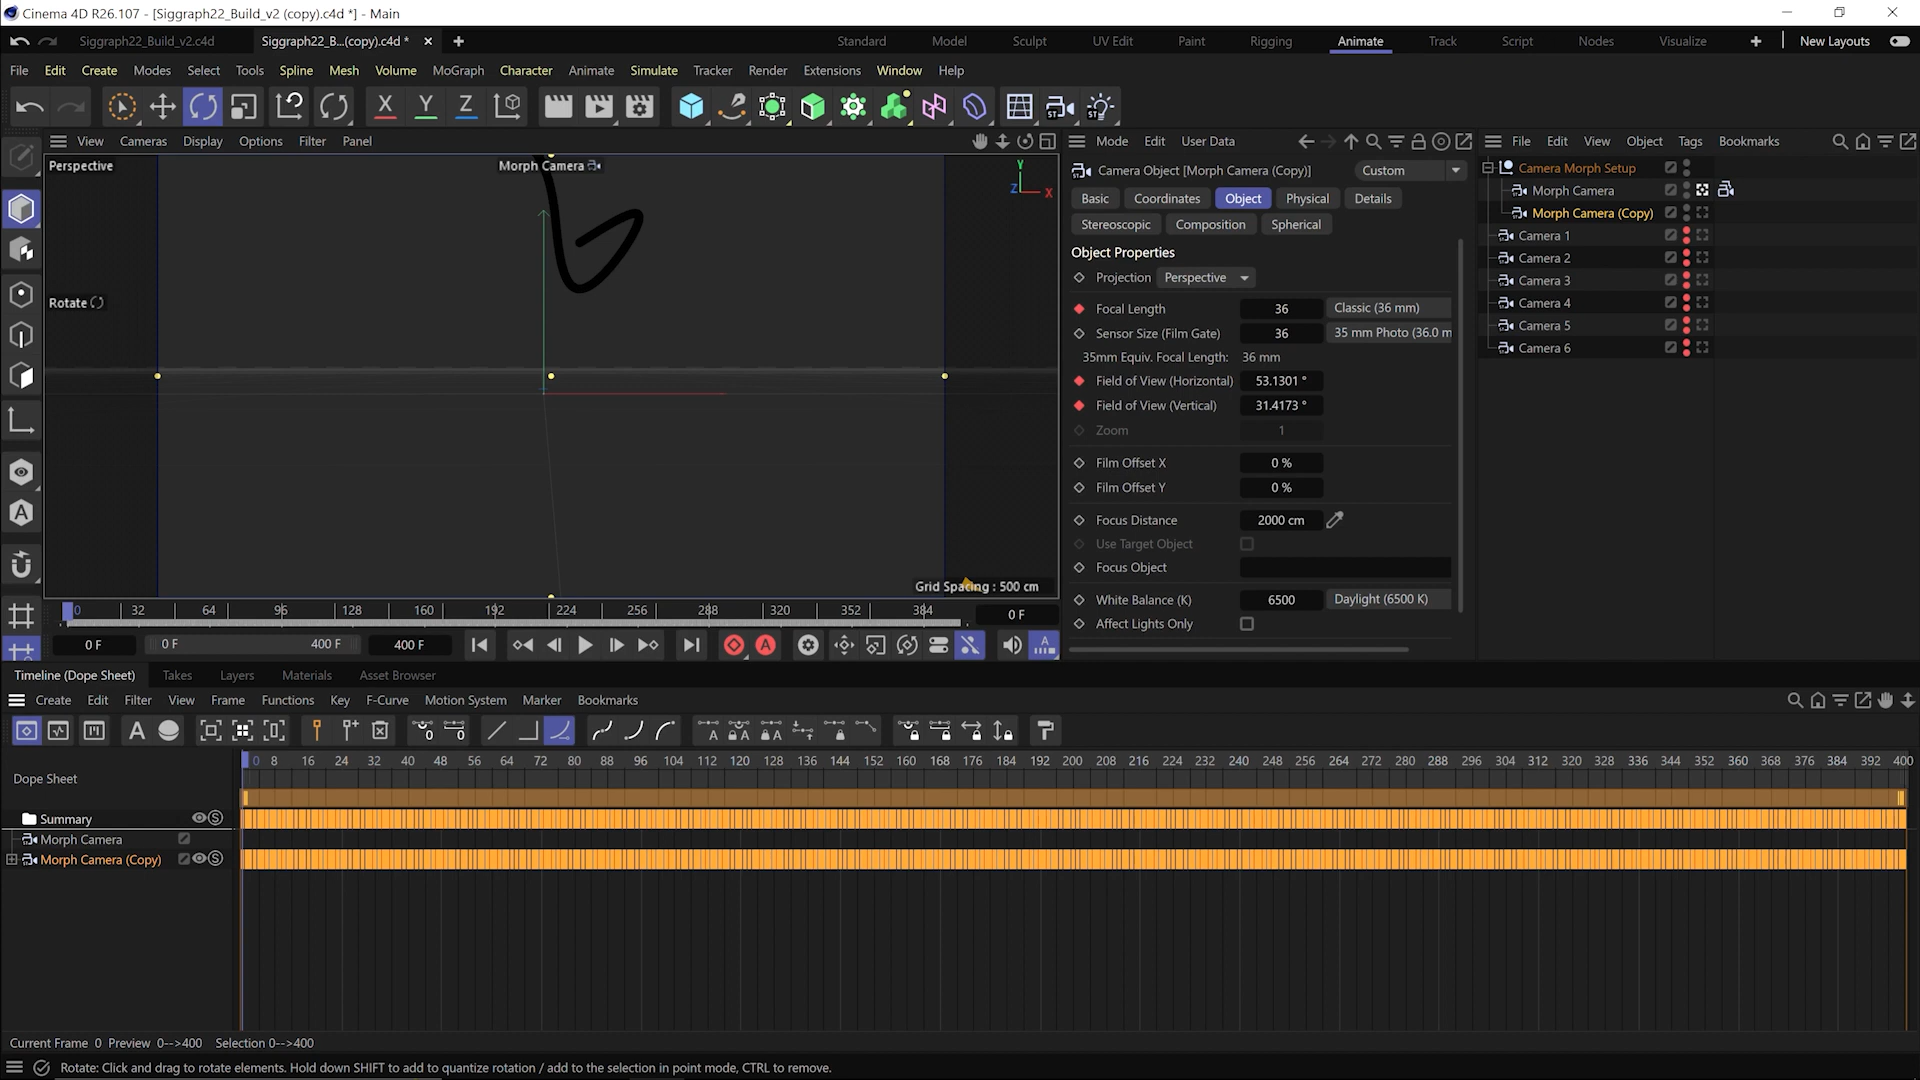 Cinema 4D R26.107 - [Siggraph22_Build_v2 (copy).c4d *] - Main
Siggraph22_Build_v2.c4d
Siggraph22_B...(copy).c4d *
Standard Model Sculpt UV Edit Paint Rigging Animate Track Script Nodes Visualize New Layouts
File Edit Create Modes Select Tools Spline Mesh Volume MoGraph Character Animate Simulate Tracker Render Extensions Window Help
X Y Z ST ST
View Cameras Display Options Filter Panel
Mode Edit User Data
File Edit View Object Tags Bookmarks
Perspective
Morph Camera
Y
Z X
Rotate
Grid Spacing : 500 cm
Camera Object [Morph Camera (Copy)]
Custom
Basic Coordinates Object Physical Details
Stereoscopic Composition Spherical
Object Properties
Projection Perspective
Focal Length 36 Classic (36 mm)
Sensor Size (Film Gate) 36 35 mm Photo (36.0 m
35mm Equiv. Focal Length: 36 mm
Field of View (Horizontal) 53.1301 °
Field of View (Vertical) 31.4173 °
Zoom 1
Film Offset X 0 %
Film Offset Y 0 %
Focus Distance 2000 cm
Use Target Object
Focus Object
White Balance (K) 6500 Daylight (6500 K)
Affect Lights Only
Camera Morph Setup
Morph Camera
Morph Camera (Copy)
Camera 1
Camera 2
Camera 3
Camera 4
Camera 5
Camera 6
0 32 64 96 128 160 192 224 256 288 320 352 384 0 F
0 F 0 F 400 F 400 F
Timeline (Dope Sheet) Takes Layers Materials Asset Browser
Create Edit Filter View Frame Functions Key F-Curve Motion System Marker Bookmarks
0 8 16 24 32 40 48 56 64 72 80 88 96 104 112 120 128 136 144 152 160 168 176 184 192 200 208 216 224 232 240 248 256 264 272 280 288 296 304 312 320 328 336 344 352 360 368 376 384 392 400
Dope Sheet
Summary
Morph Camera
Morph Camera (Copy)
Current Frame 0 Preview 0-->400 Selection 0-->400
Rotate: Click and drag to rotate elements. Hold down SHIFT to add to quantize rotation / add to the selection in point mode, CTRL to remove.